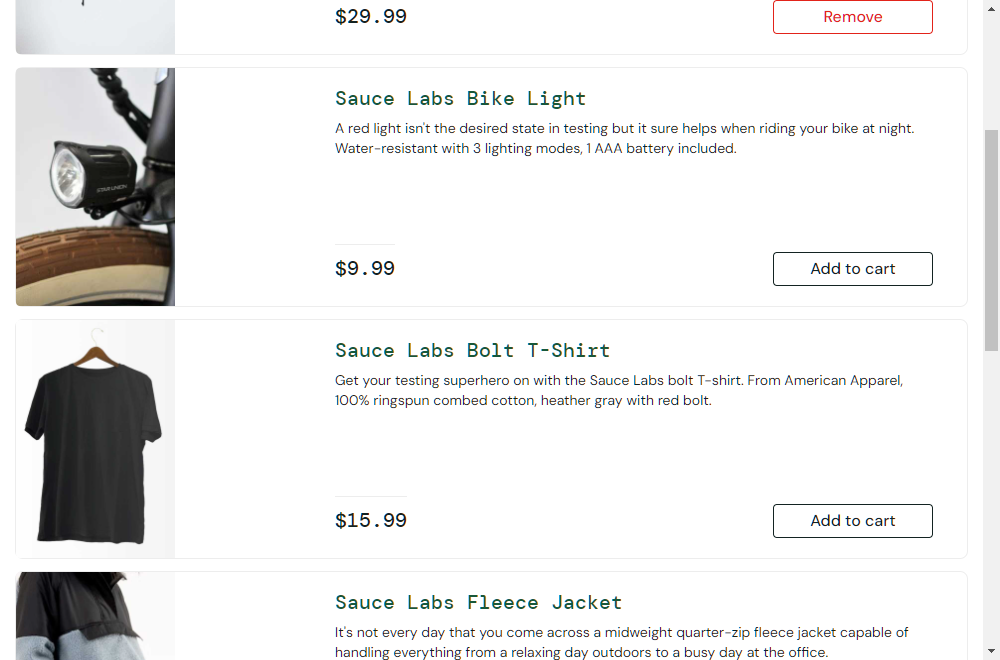 $29.99
Remove
Sauce Labs Bike Light
A red light isn't the desired state in testing but it sure helps when riding your bike at night.
Water-resistant with 3 lighting modes, 1 AAA battery included.
$9.99
Add to cart
Sauce Labs Bolt T-Shirt
Get your testing superhero on with the Sauce Labs bolt T-shirt. From American Apparel,
100% ringspun combed cotton, heather gray with red bolt.
$15.99
Add to cart
Sauce Labs Fleece Jacket
It's not every day that you come across a midweight quarter-zip fleece jacket capable of
handling everything from a relaxing day outdoors to a busy day at the office.